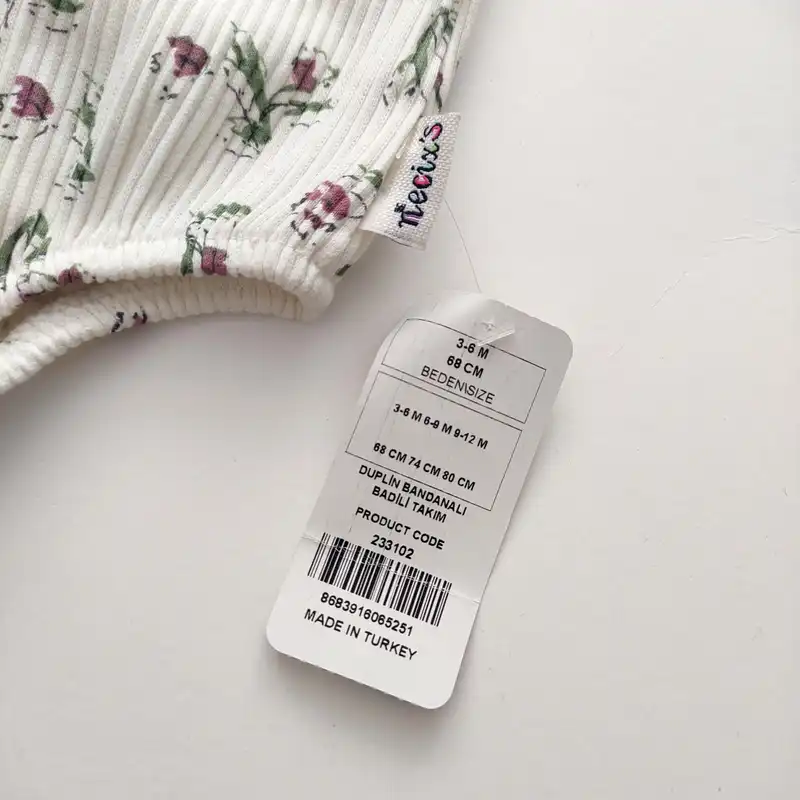 necix's
3-6 M
68 CM
BEDEN\SIZE
3-6 M 6-9 M 9-12 M
68 CM 74 CM 80 CM
DUPLİN BANDANALI
BADİLİ TAKIM
PRODUCT CODE
233102
8683916065251
MADE IN TURKEY